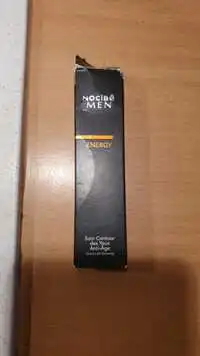 NOCIBÉ
MEN
ENERGY
Soin Contour
des Yeux
Anti-Age